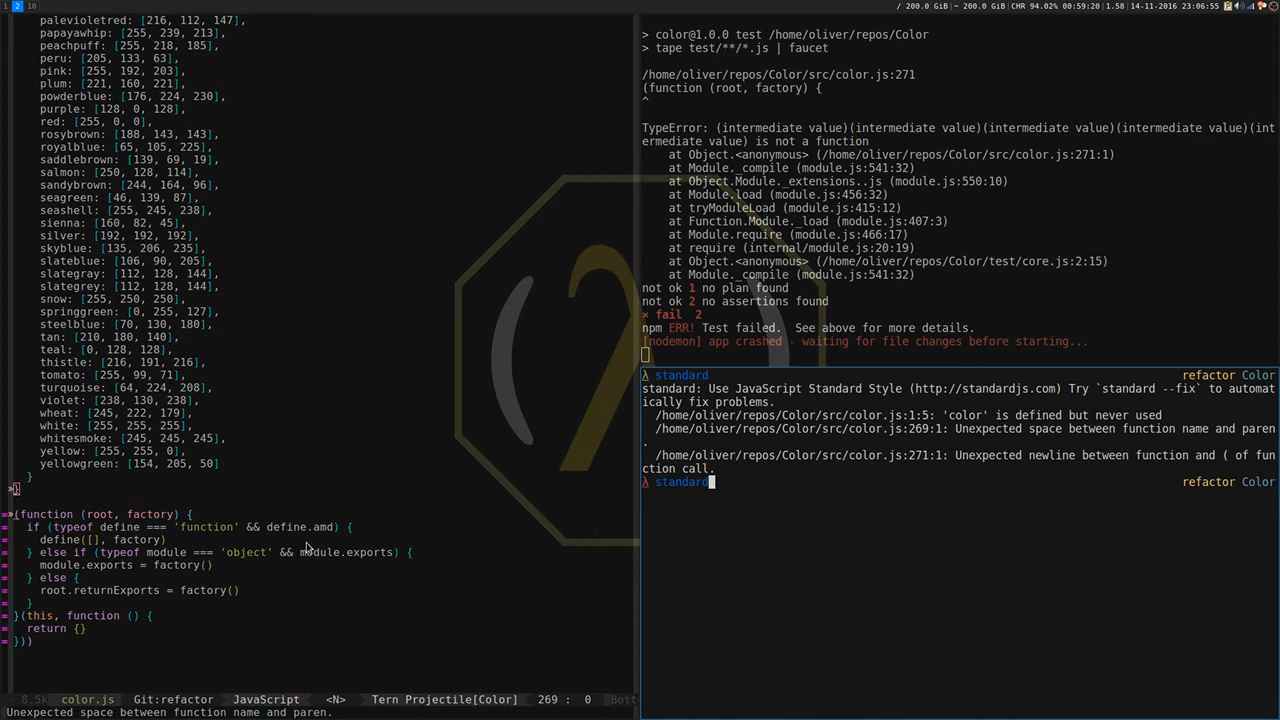 1 2 10
/ 200.0 GiB|~ 200.0 GiB|CHR 94.02% 00:59:20|1.58 14-11-2016 23:06:55
palevioletred: [216, 112, 147],
papayawhip: [255, 239, 213],
peachpuff: [255, 218, 185],
peru: [205, 133, 63],
pink: [255, 192, 203],
plum: [221, 160, 221],
powderblue: [176, 224, 230],
purple: [128, 0, 128],
red: [255, 0, 0],
rosybrown: [188, 143, 143],
royalblue: [65, 105, 225],
saddlebrown: [139, 69, 19],
salmon: [250, 128, 114],
sandybrown: [244, 164, 96],
seagreen: [46, 139, 87],
seashell: [255, 245, 238],
sienna: [160, 82, 45],
silver: [192, 192, 192],
skyblue: [135, 206, 235],
slateblue: [106, 90, 205],
slategray: [112, 128, 144],
slategrey: [112, 128, 144],
snow: [255, 250, 250],
springgreen: [0, 255, 127],
steelblue: [70, 130, 180],
tan: [210, 180, 140],
teal: [0, 128, 128],
thistle: [216, 191, 216],
tomato: [255, 99, 71],
turquoise: [64, 224, 208],
violet: [238, 130, 238],
wheat: [245, 222, 179],
white: [255, 255, 255],
whitesmoke: [245, 245, 245],
yellow: [255, 255, 0],
yellowgreen: [154, 205, 50]
}
}
(function (root, factory) {
if (typeof define === 'function' && define.amd) {
define([], factory)
} else if (typeof module === 'object' && module.exports) {
module.exports = factory()
} else {
root.returnExports = factory()
}
}(this, function () {
return {}
}))
8.5k color.js Git:refactor JavaScript <N> Tern Projectile[Color] 269 : 0 Bott
Unexpected space between function name and paren.
> color@1.0.0 test /home/oliver/repos/Color
> tape test/**/*.js | faucet
/home/oliver/repos/Color/src/color.js:271
(function (root, factory) {
^
TypeError: (intermediate value)(intermediate value)(intermediate value)(intermediate value)(int
ermediate value) is not a function
at Object.<anonymous> (/home/oliver/repos/Color/src/color.js:271:1)
at Module._compile (module.js:541:32)
at Object.Module._extensions..js (module.js:550:10)
at Module.load (module.js:456:32)
at tryModuleLoad (module.js:415:12)
at Function.Module._load (module.js:407:3)
at Module.require (module.js:466:17)
at require (internal/module.js:20:19)
at Object.<anonymous> (/home/oliver/repos/Color/test/core.js:2:15)
at Module._compile (module.js:541:32)
not ok 1 no plan found
not ok 2 no assertions found
× fail 2
npm ERR! Test failed. See above for more details.
[nodemon] app crashed - waiting for file changes before starting...
λ standard refactor Color
standard: Use JavaScript Standard Style (http://standardjs.com) Try `standard --fix` to automat
ically fix problems.
/home/oliver/repos/Color/src/color.js:1:5: 'color' is defined but never used
/home/oliver/repos/Color/src/color.js:269:1: Unexpected space between function name and paren
.
/home/oliver/repos/Color/src/color.js:271:1: Unexpected newline between function and ( of fun
ction call.
λ standard refactor Color